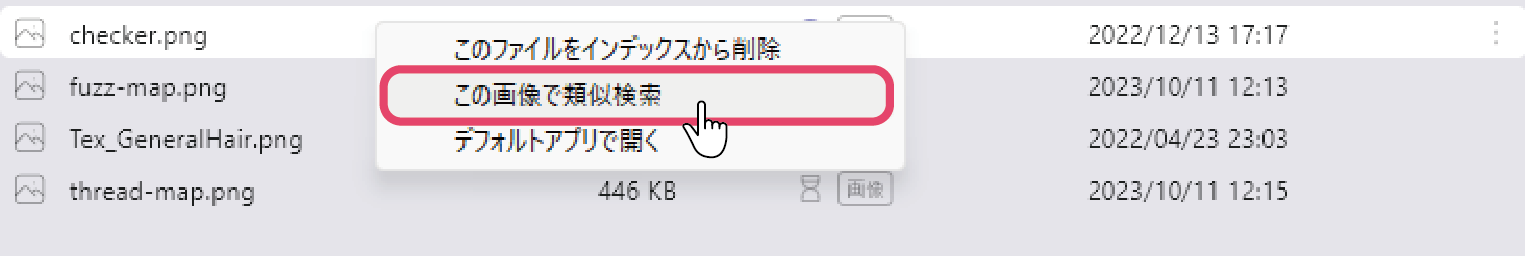 checker.png 2022/12/13 17:17
このファイルをインデックスから削除
fuzz-map.png 2023/10/11 12:13
この画像で類似検索
Tex_GeneralHair.png 2022/04/23 23:03
デフォルトアプリで開く
thread-map.png 446 KB 画像 2023/10/11 12:15